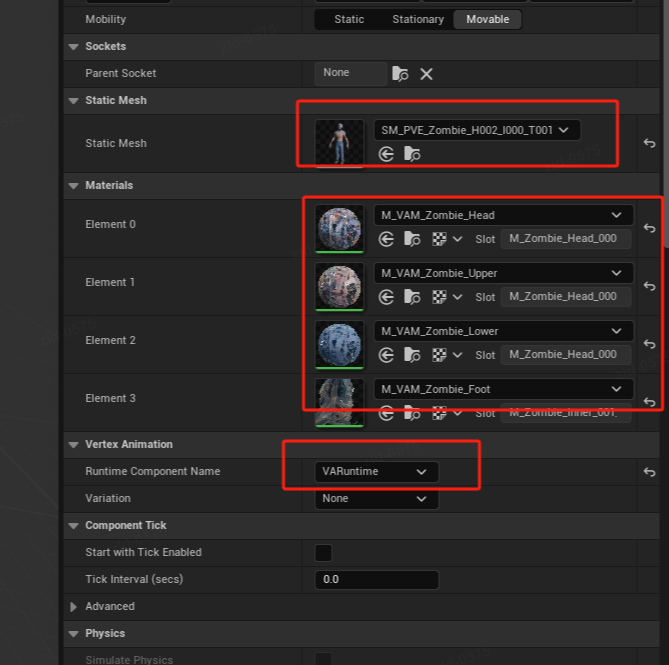 Mobility
Static Stationary Movable
Sockets
Parent Socket
None
Static Mesh
Static Mesh
SM_PVE_Zombie_H002_I000_T001
Materials
Element 0
M_VAM_Zombie_Head
Slot M_Zombie_Head_000
Element 1
M_VAM_Zombie_Upper
Slot M_Zombie_Head_000
Element 2
M_VAM_Zombie_Lower
Slot M_Zombie_Head_000
Element 3
M_VAM_Zombie_Foot
Slot M_Zombie_Inner_001.
Vertex Animation
Runtime Component Name
VARuntime
Variation
None
Component Tick
Start with Tick Enabled
Tick Interval (secs)
0.0
Advanced
Physics
Simulate Physics